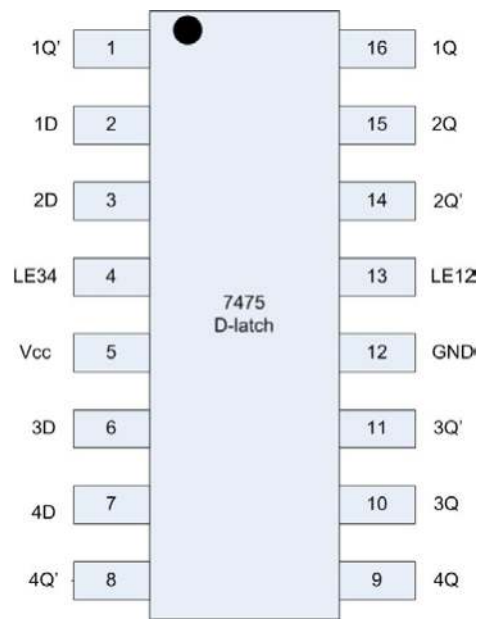 1Q' 1 16 1Q
1D 2 15 2Q
2D 3 14 2Q'
LE34 4 13 LE12
7475
D-latch
Vcc 5 12 GND
3D 6 11 3Q'
4D 7 10 3Q
4Q' 8 9 4Q